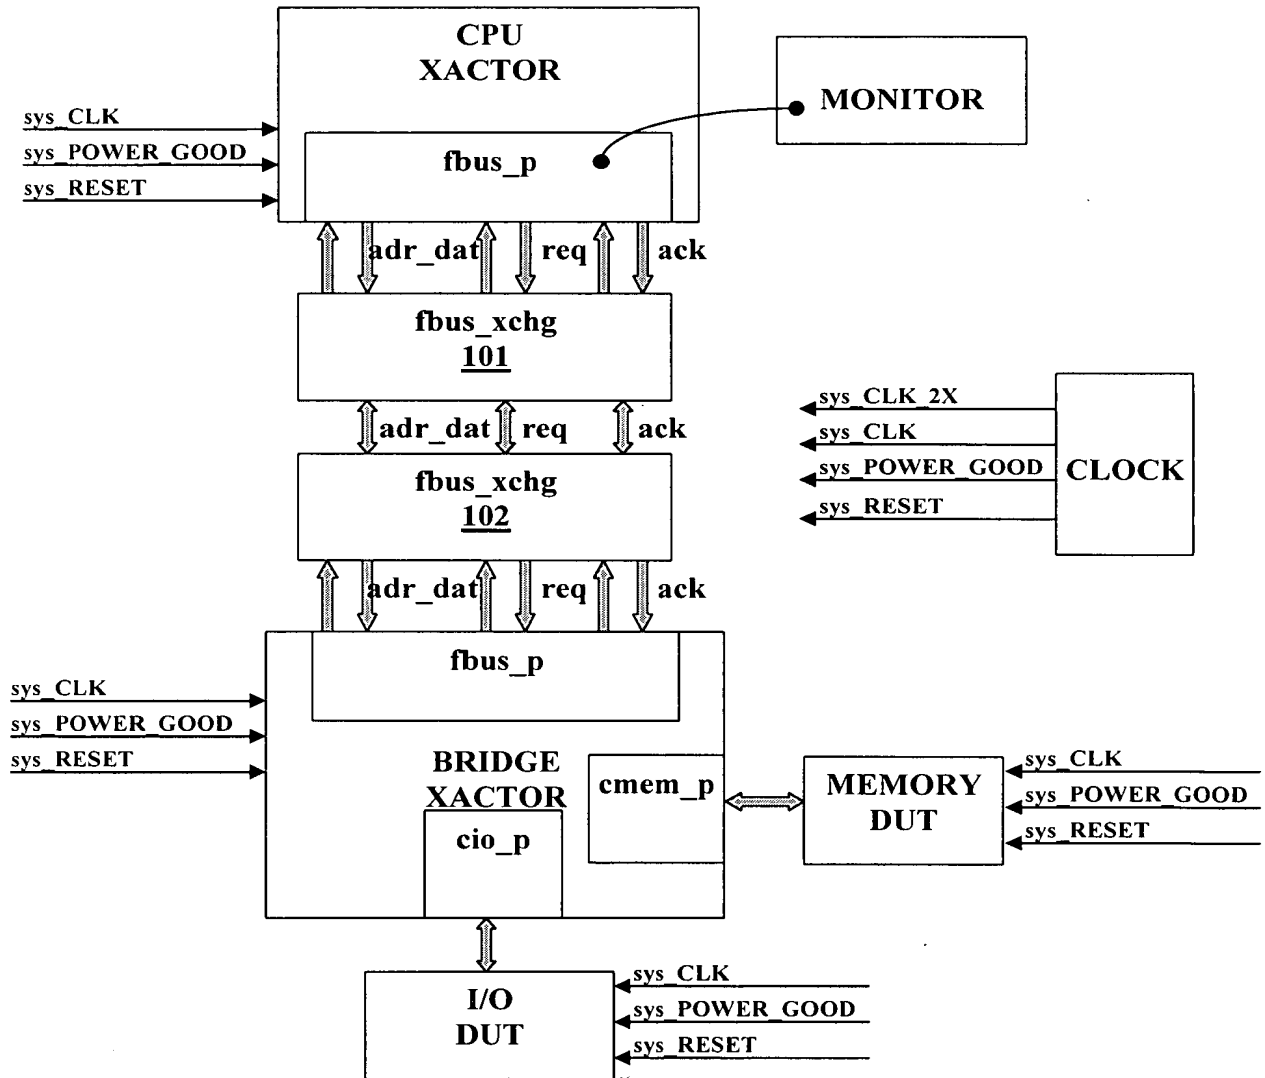 CPU
XACTOR
MONITOR
sys_CLK
sys_POWER_GOOD
sys_RESET
fbus_p
adr_dat req ack
fbus_xchg
101
sys_CLK_2X
sys_CLK
sys_POWER_GOOD
sys_RESET
CLOCK
adr_dat req ack
fbus_xchg
102
adr_dat req ack
fbus_p
sys_CLK
sys_POWER_GOOD
sys_RESET
BRIDGE
XACTOR
cmem_p
cio_p
MEMORY
DUT
sys_CLK
sys_POWER_GOOD
sys_RESET
I/O
DUT
sys_CLK
sys_POWER_GOOD
sys_RESET